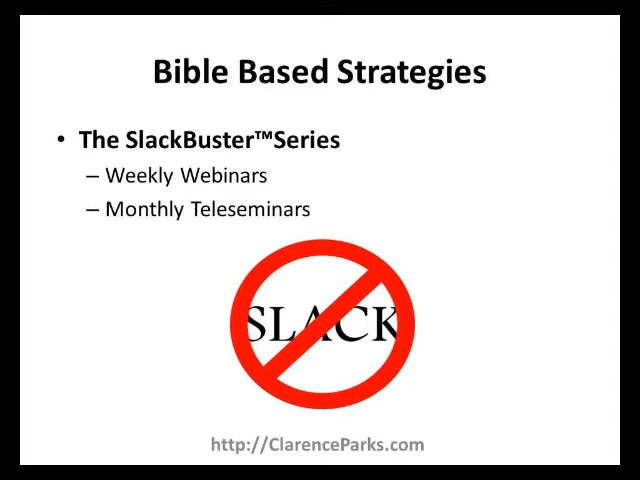 Bible Based Strategies
• The SlackBuster™Series
– Weekly Webinars
– Monthly Teleseminars
SLACK
http://ClarenceParks.com